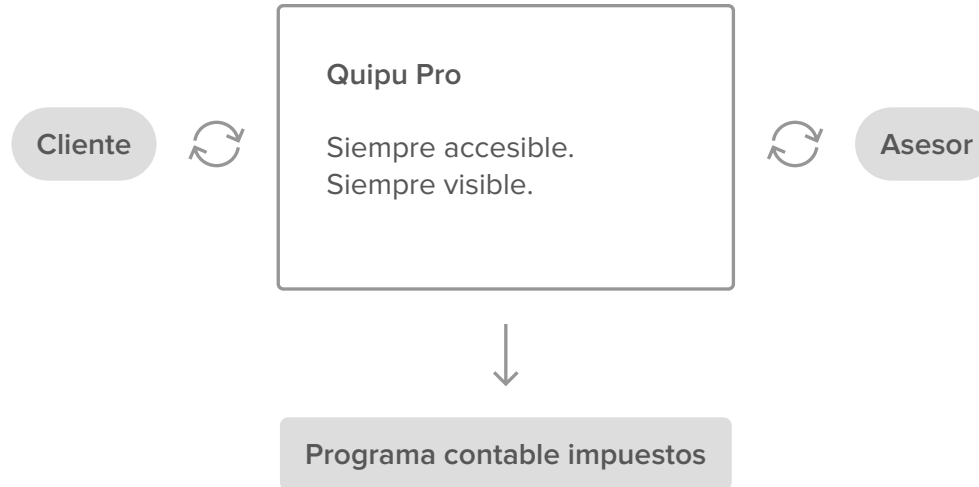 Quipu Pro
Cliente
Siempre accesible.
Siempre visible.
Asesor
Programa contable impuestos